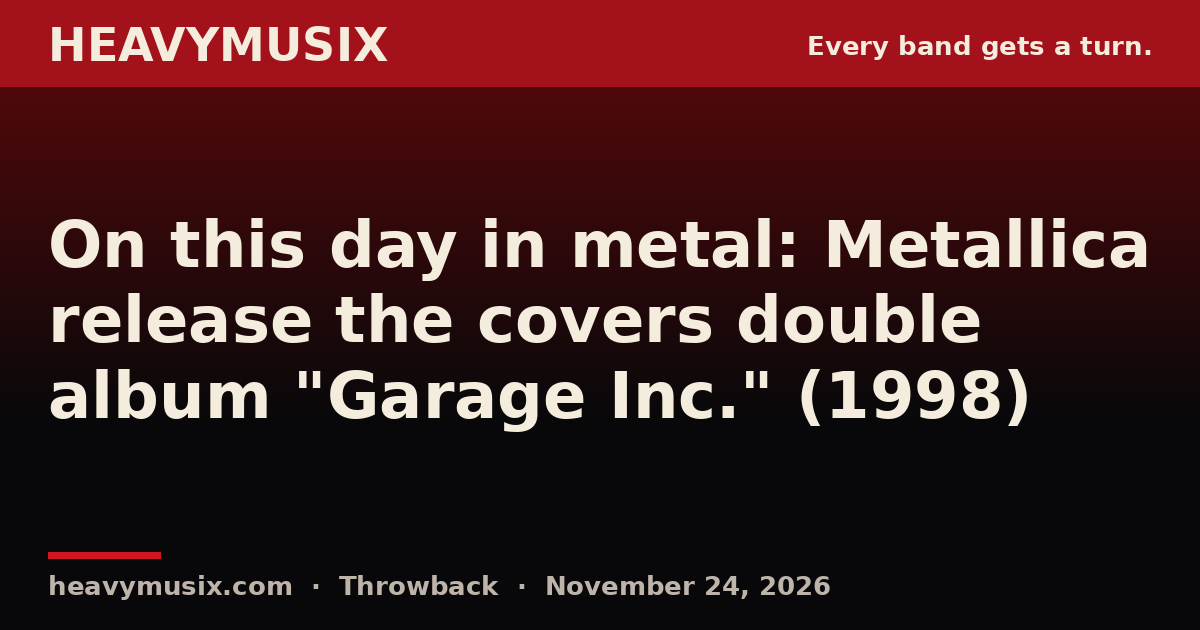 HEAVYMUSIX
Every band gets a turn.
On this day in metal: Metallica
release the covers double
album "Garage Inc." (1998)
heavymusix.com · Throwback · November 24, 2026